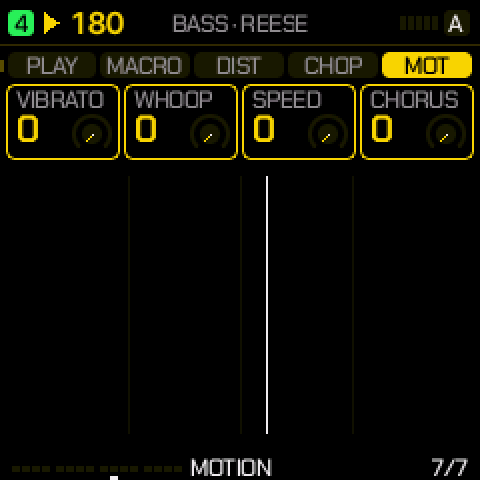 4 180 BASS·REESE A
PLAY MACRO DIST CHOP MOT
VIBRATO WHOOP SPEED CHORUS
0 0 0 0
MOTION 7/7